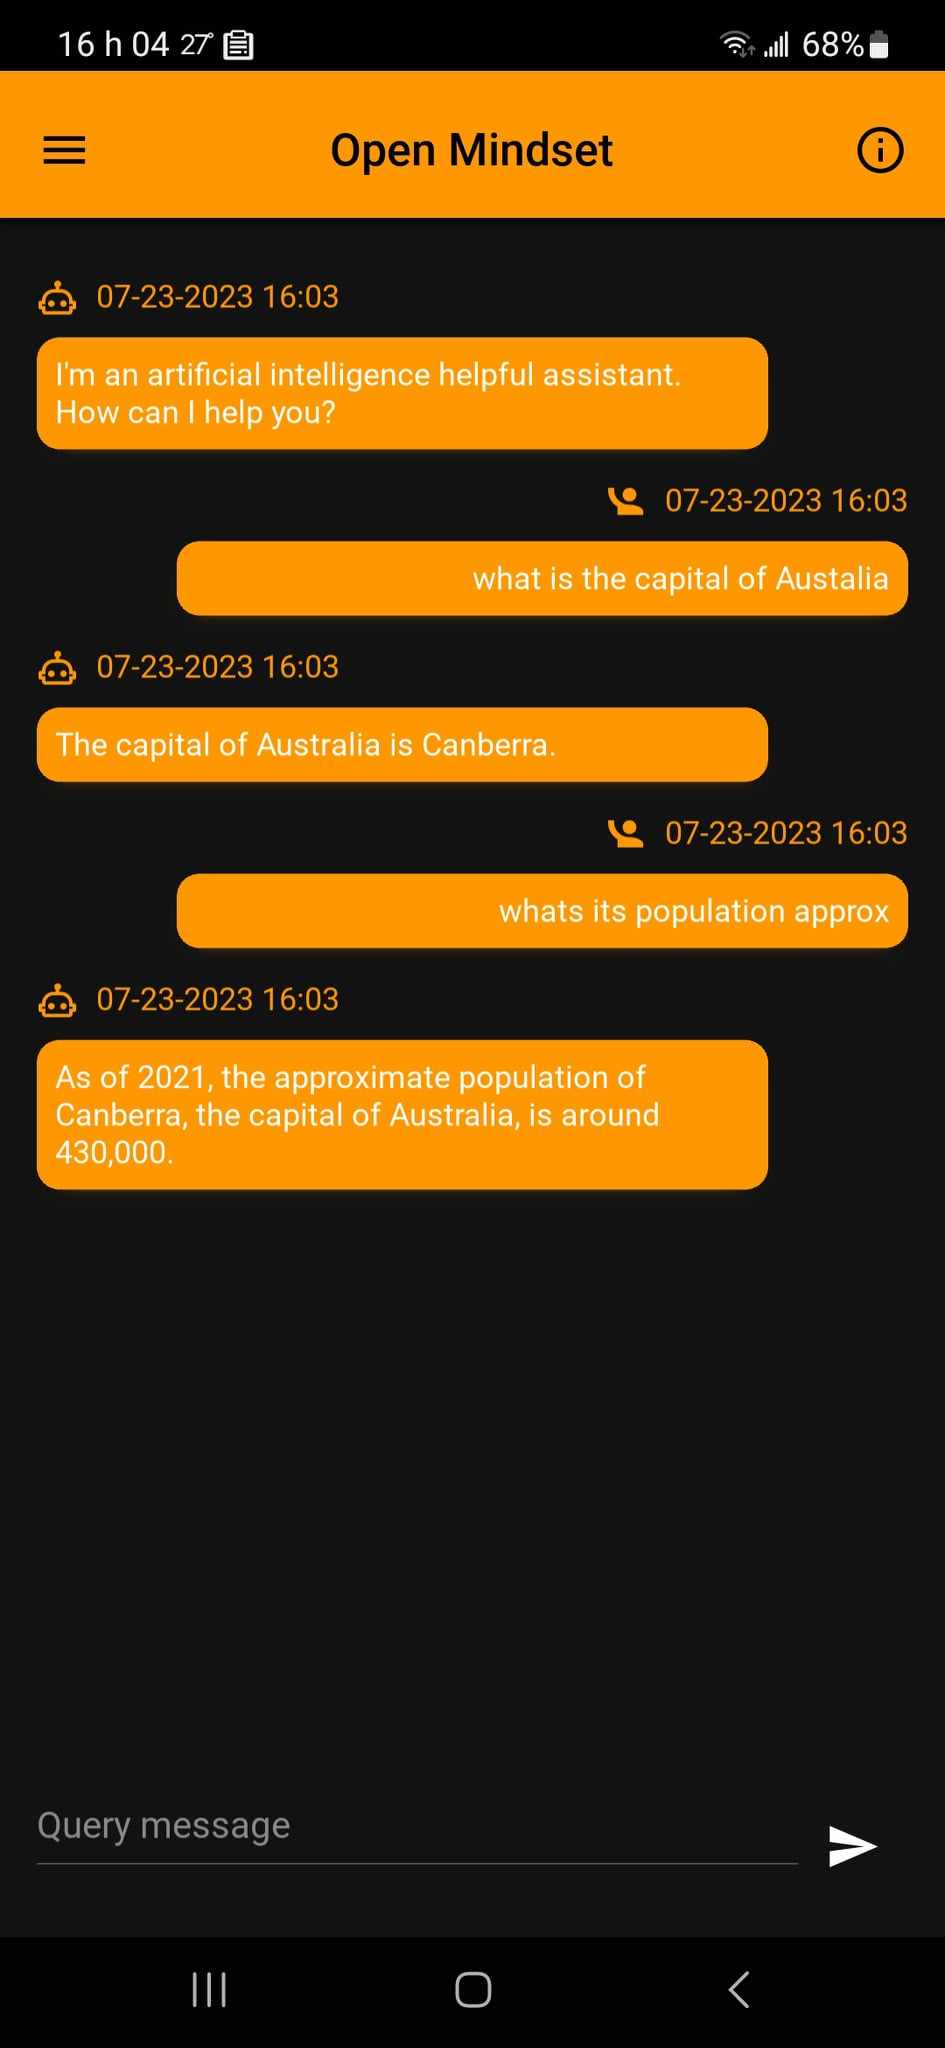 16 h 04 27° 68%
Open Mindset
07-23-2023 16:03
I'm an artificial intelligence helpful assistant.
How can I help you?
07-23-2023 16:03
what is the capital of Austalia
07-23-2023 16:03
The capital of Australia is Canberra.
07-23-2023 16:03
whats its population approx
07-23-2023 16:03
As of 2021, the approximate population of
Canberra, the capital of Australia, is around
430,000.
Query message